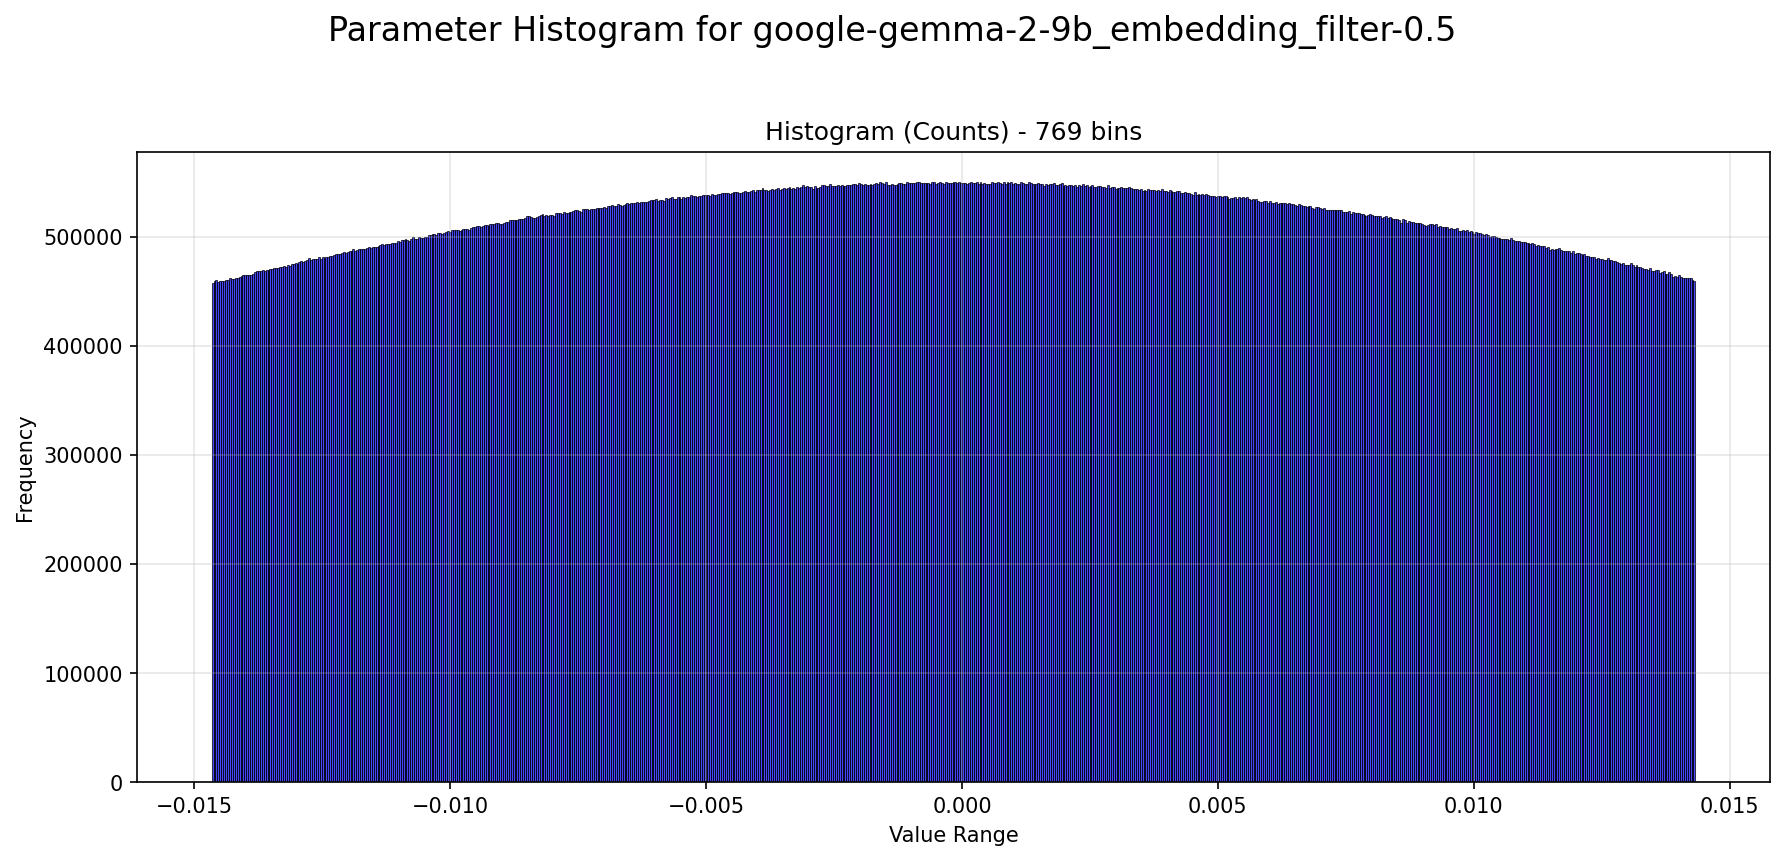 Parameter Histogram for google-gemma-2-9b_embedding_filter-0.5
Histogram (Counts) - 769 bins
Frequency
500000
400000
300000
200000
100000
0
−0.015 −0.010 −0.005 0.000 0.005 0.010 0.015
Value Range